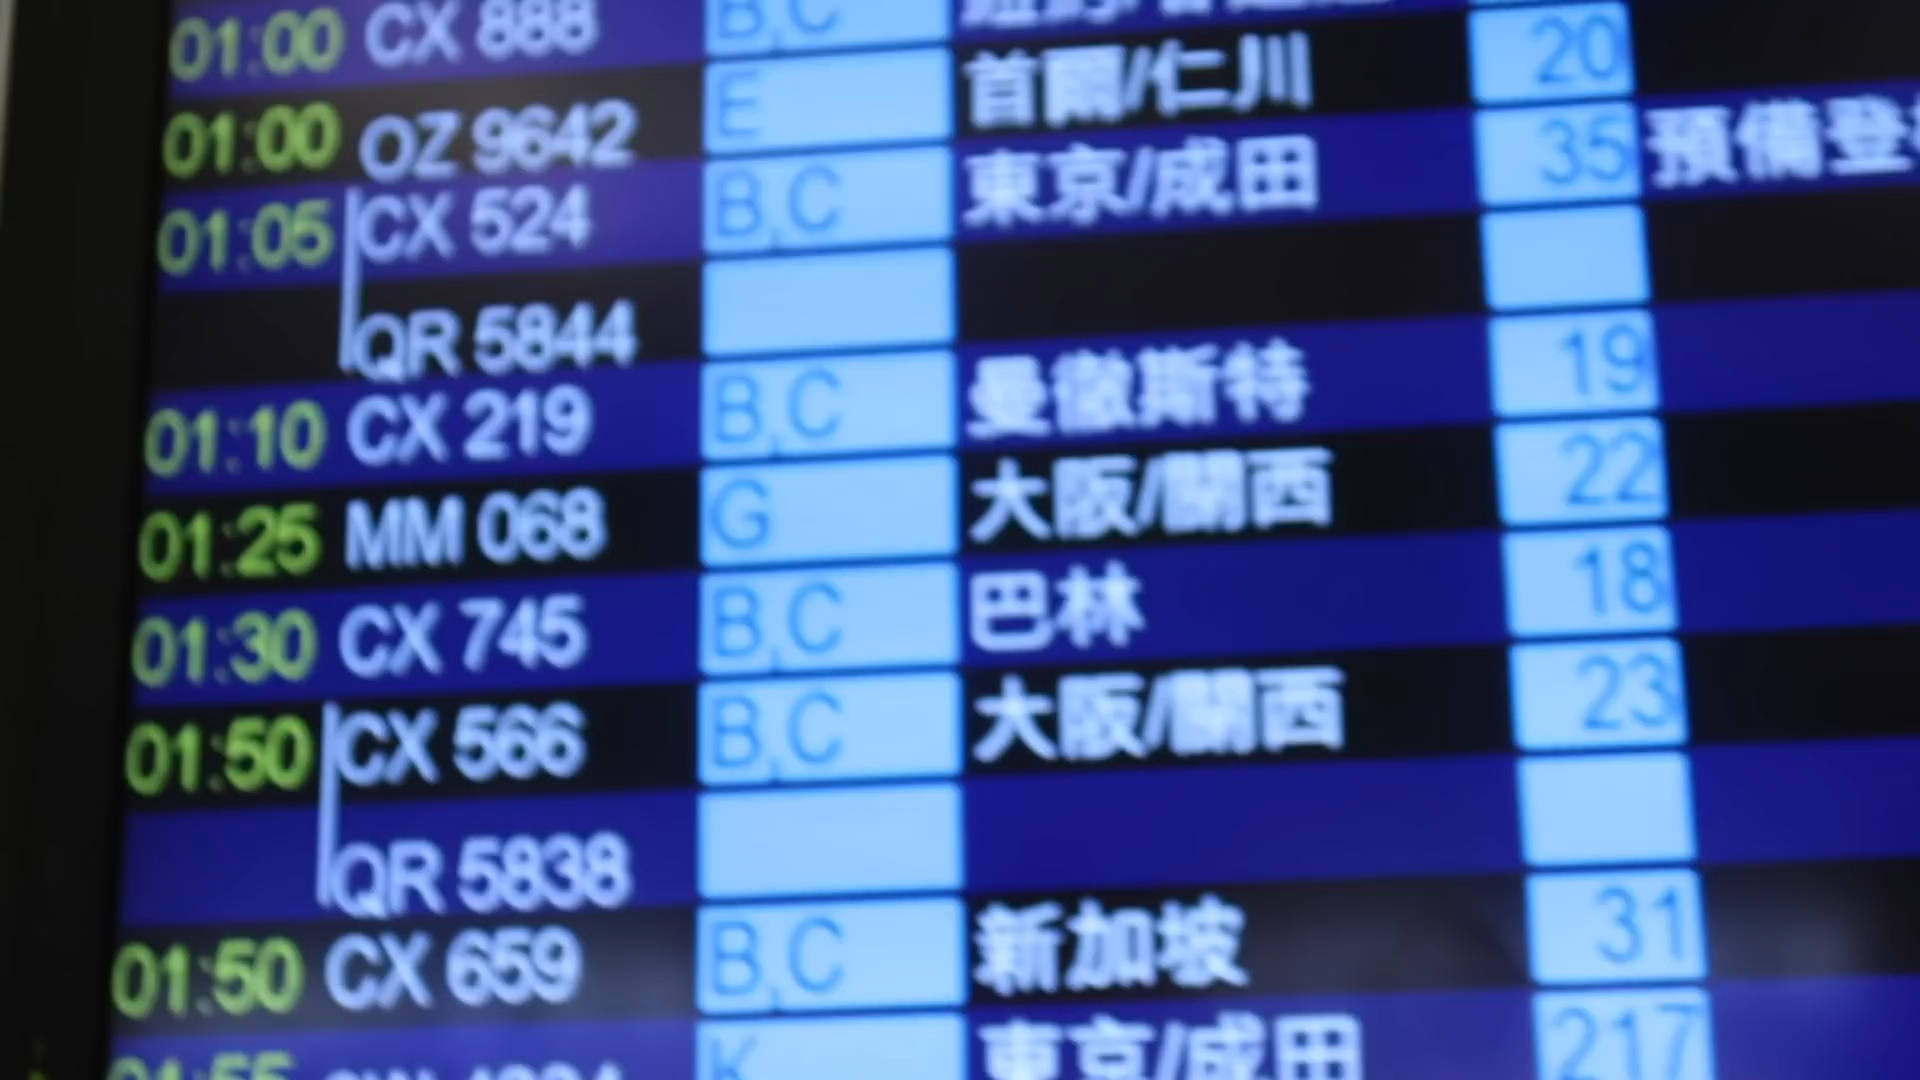 01:00 CX 888 B,C
01:00 OZ 9642 E 首爾/仁川 20
01:05 CX 524 B,C 東京/成田 35 預備登
QR 5844
01:10 CX 219 B,C 曼徹斯特 19
01:25 MM 068 G 大阪/關西 22
01:30 CX 745 B,C 巴林 18
01:50 CX 566 B,C 大阪/關西 23
QR 5838
01:50 CX 659 B,C 新加坡 31
01:55 K 東京/成田 217